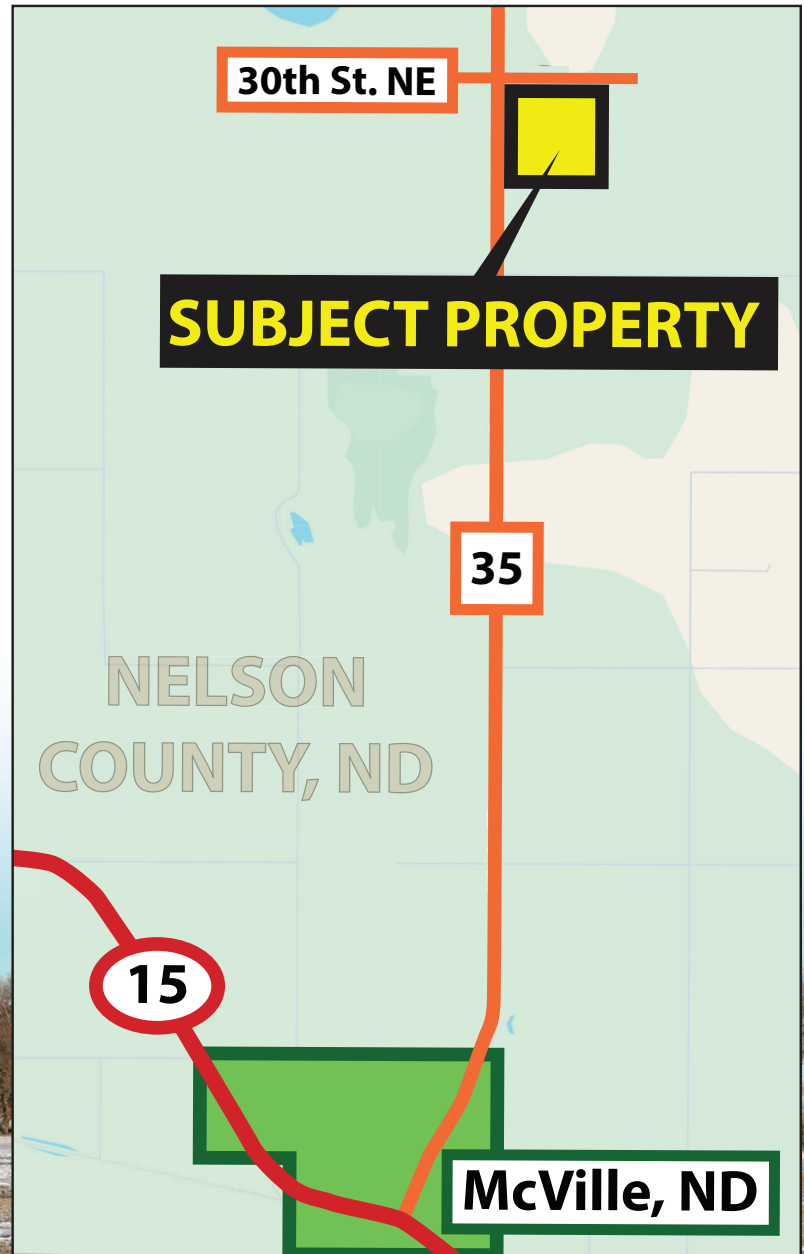 30th St. NE
SUBJECT PROPERTY
35
NELSON
COUNTY, ND
15
McVille, ND